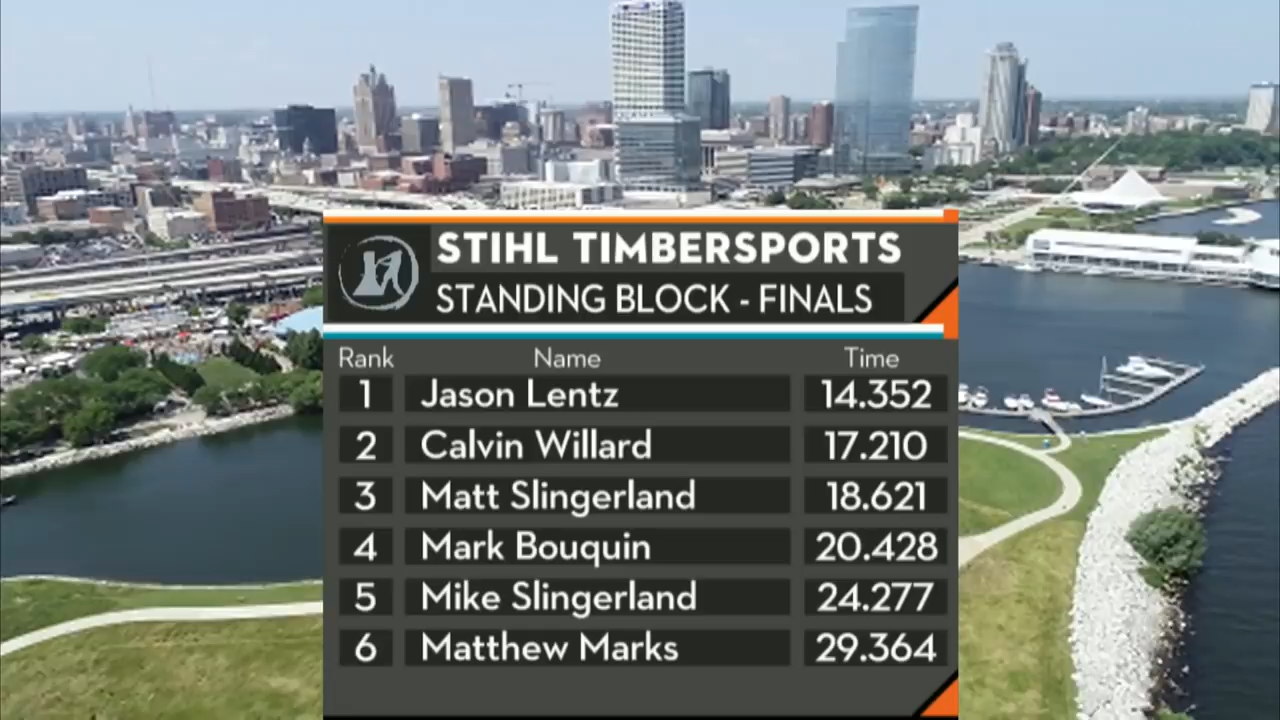 STIHL TIMBERSPORTS
STANDING BLOCK - FINALS
Rank Name Time
1 Jason Lentz 14.352
2 Calvin Willard 17.210
3 Matt Slingerland 18.621
4 Mark Bouquin 20.428
5 Mike Slingerland 24.277
6 Matthew Marks 29.364